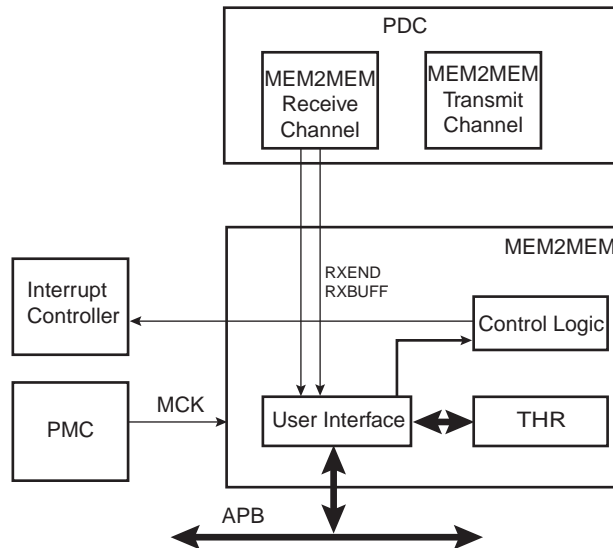 PDC
MEM2MEM
Receive
Channel
MEM2MEM
Transmit
Channel
MEM2MEM
RXEND
RXBUFF
Interrupt
Controller
Control Logic
PMC
MCK
User Interface
THR
APB